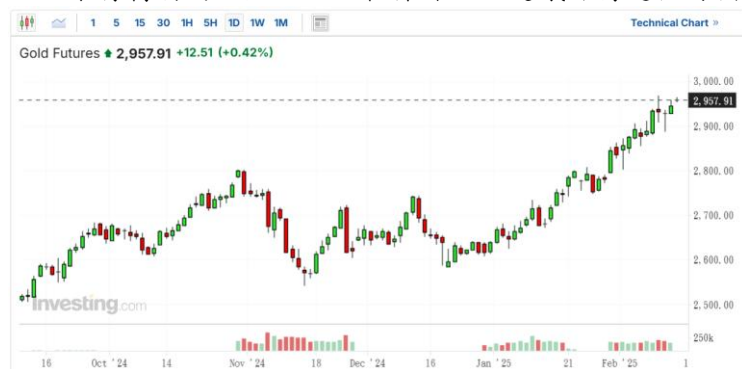 1 5 15 30 1H 5H 1D 1W 1M Technical Chart »
Gold Futures 2,957.91 +12.51 (+0.42%)
3,000.00
2,957.91
2,900.00
2,800.00
2,700.00
2,600.00
2,500.00
Investing.com
250k
16 Oct '24 14 Nov '24 18 Dec '24 16 Jan '25 21 Feb '25 1